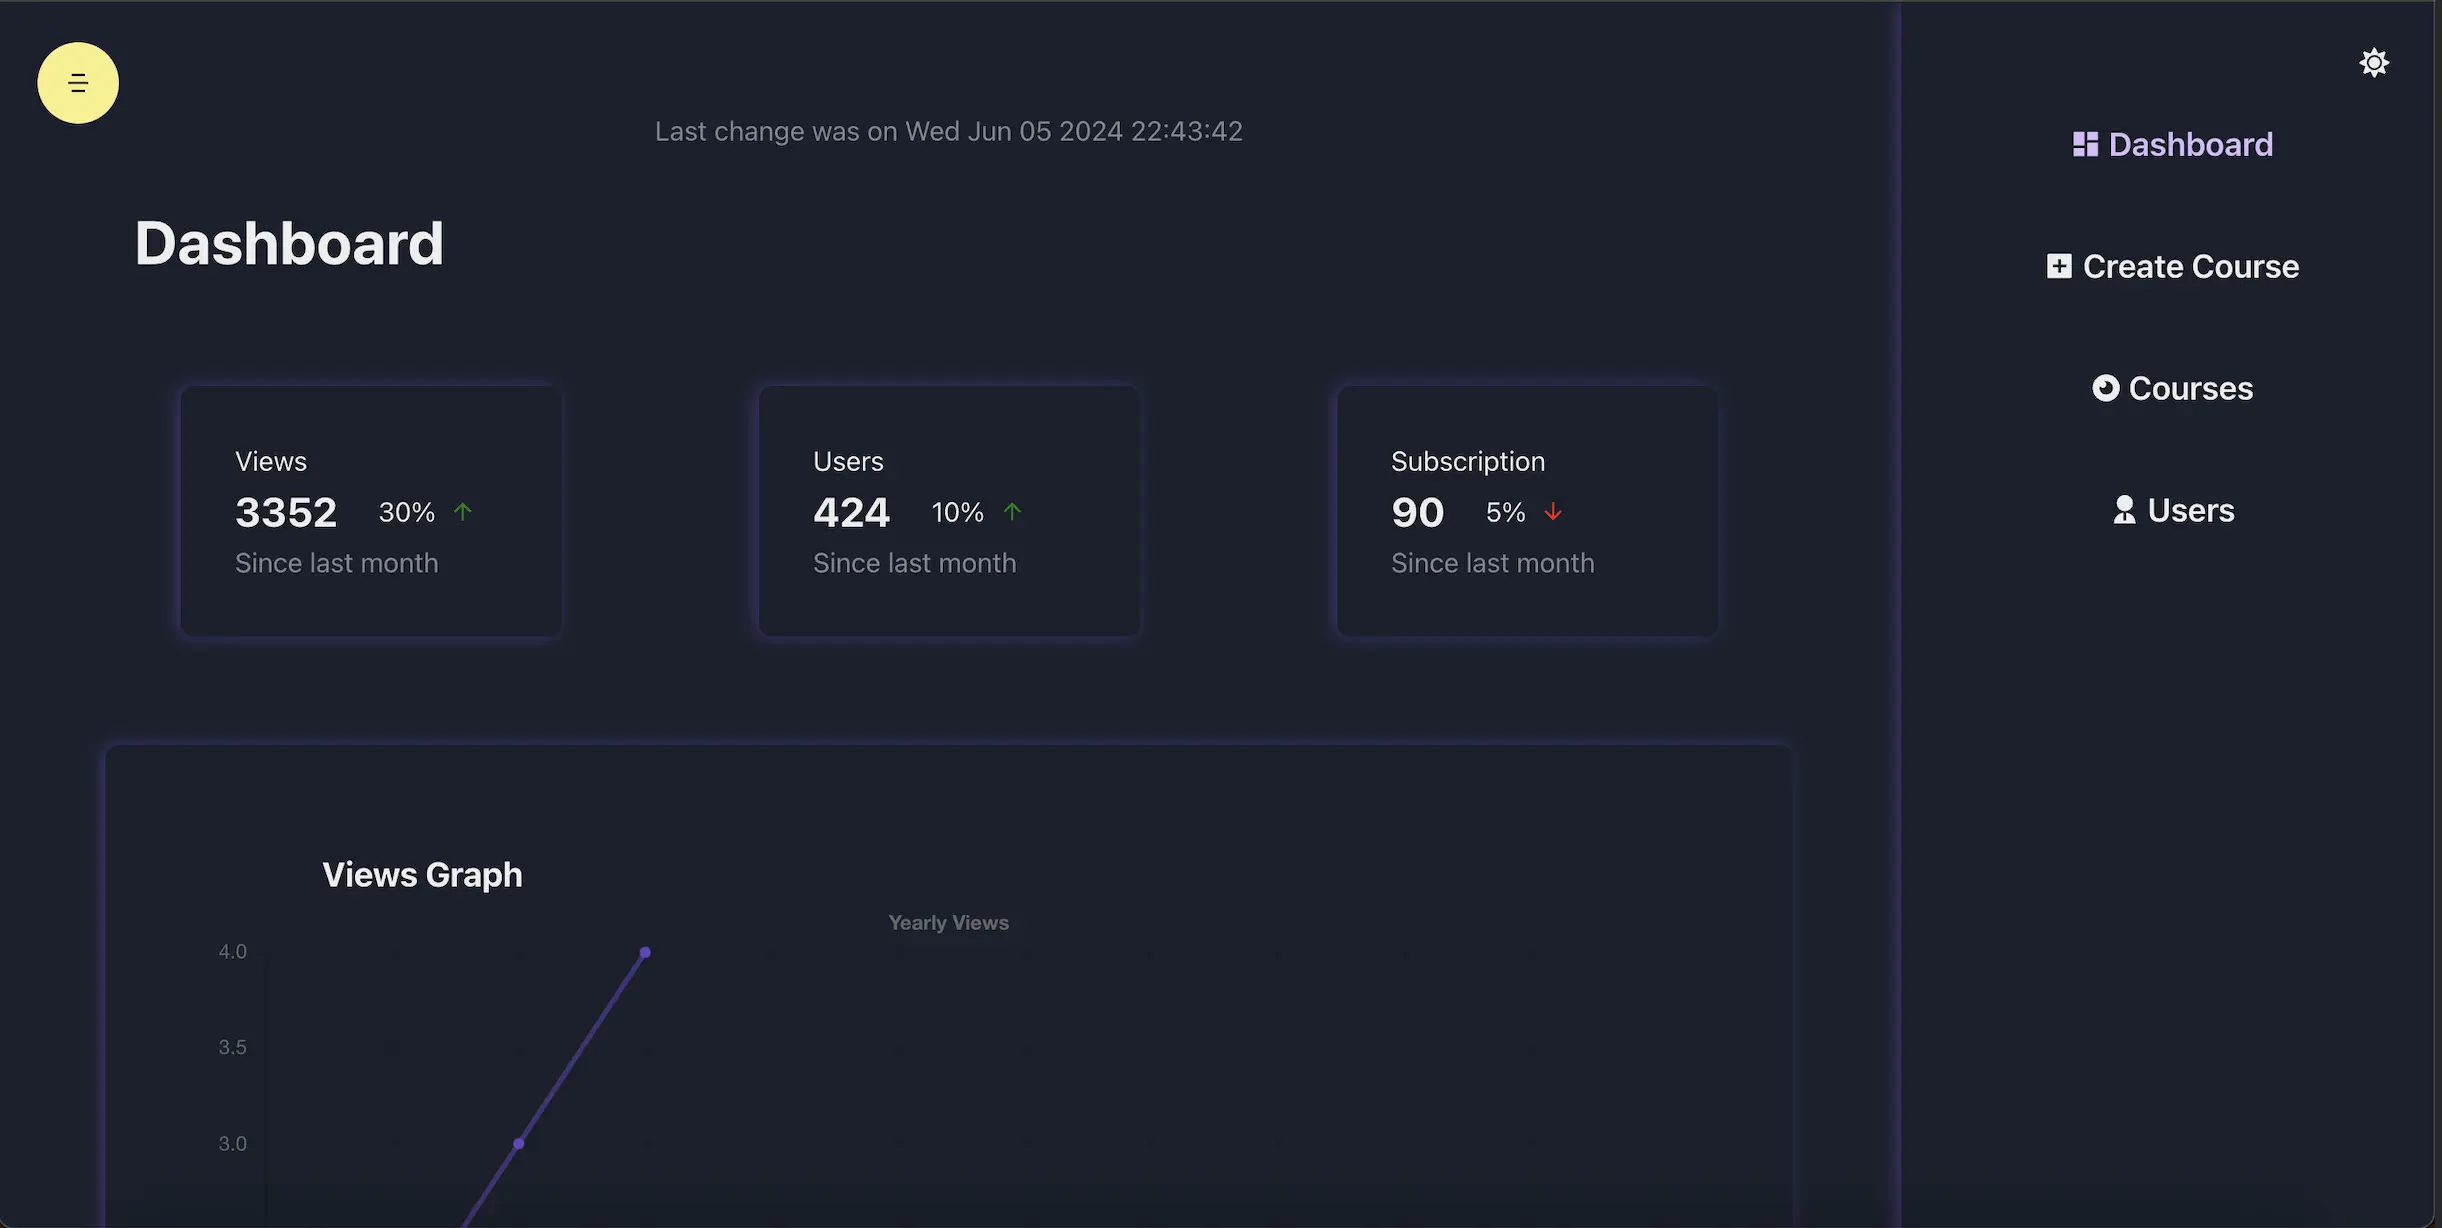 Last change was on Wed Jun 05 2024 22:43:42
Dashboard
Views
3352 30%
Since last month
Users
424 10%
Since last month
Subscription
90 5%
Since last month
Views Graph
Yearly Views
4.0
3.5
3.0
Dashboard
Create Course
Courses
Users